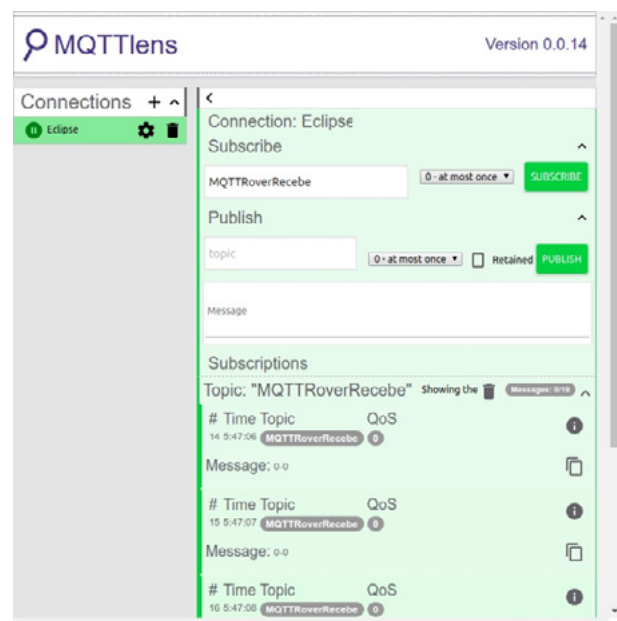 MQTTlens
Version 0.0.14
Connections + ^
Eclipse
<
Connection: Eclipse
Subscribe
MQTTRoverRecebe
0 - at most once
SUBSCRIBE
Publish
topic
0 - at most once
Retained
PUBLISH
Message
Subscriptions
Topic: "MQTTRoverRecebe" Showing the Messages: 0/19
# Time Topic QoS
14 5:47:06 MQTTRoverRecebe 0
Message: 0-0
# Time Topic QoS
15 5:47:07 MQTTRoverRecebe 0
Message: 0-0
# Time Topic QoS
16 5:47:08 MQTTRoverRecebe 0